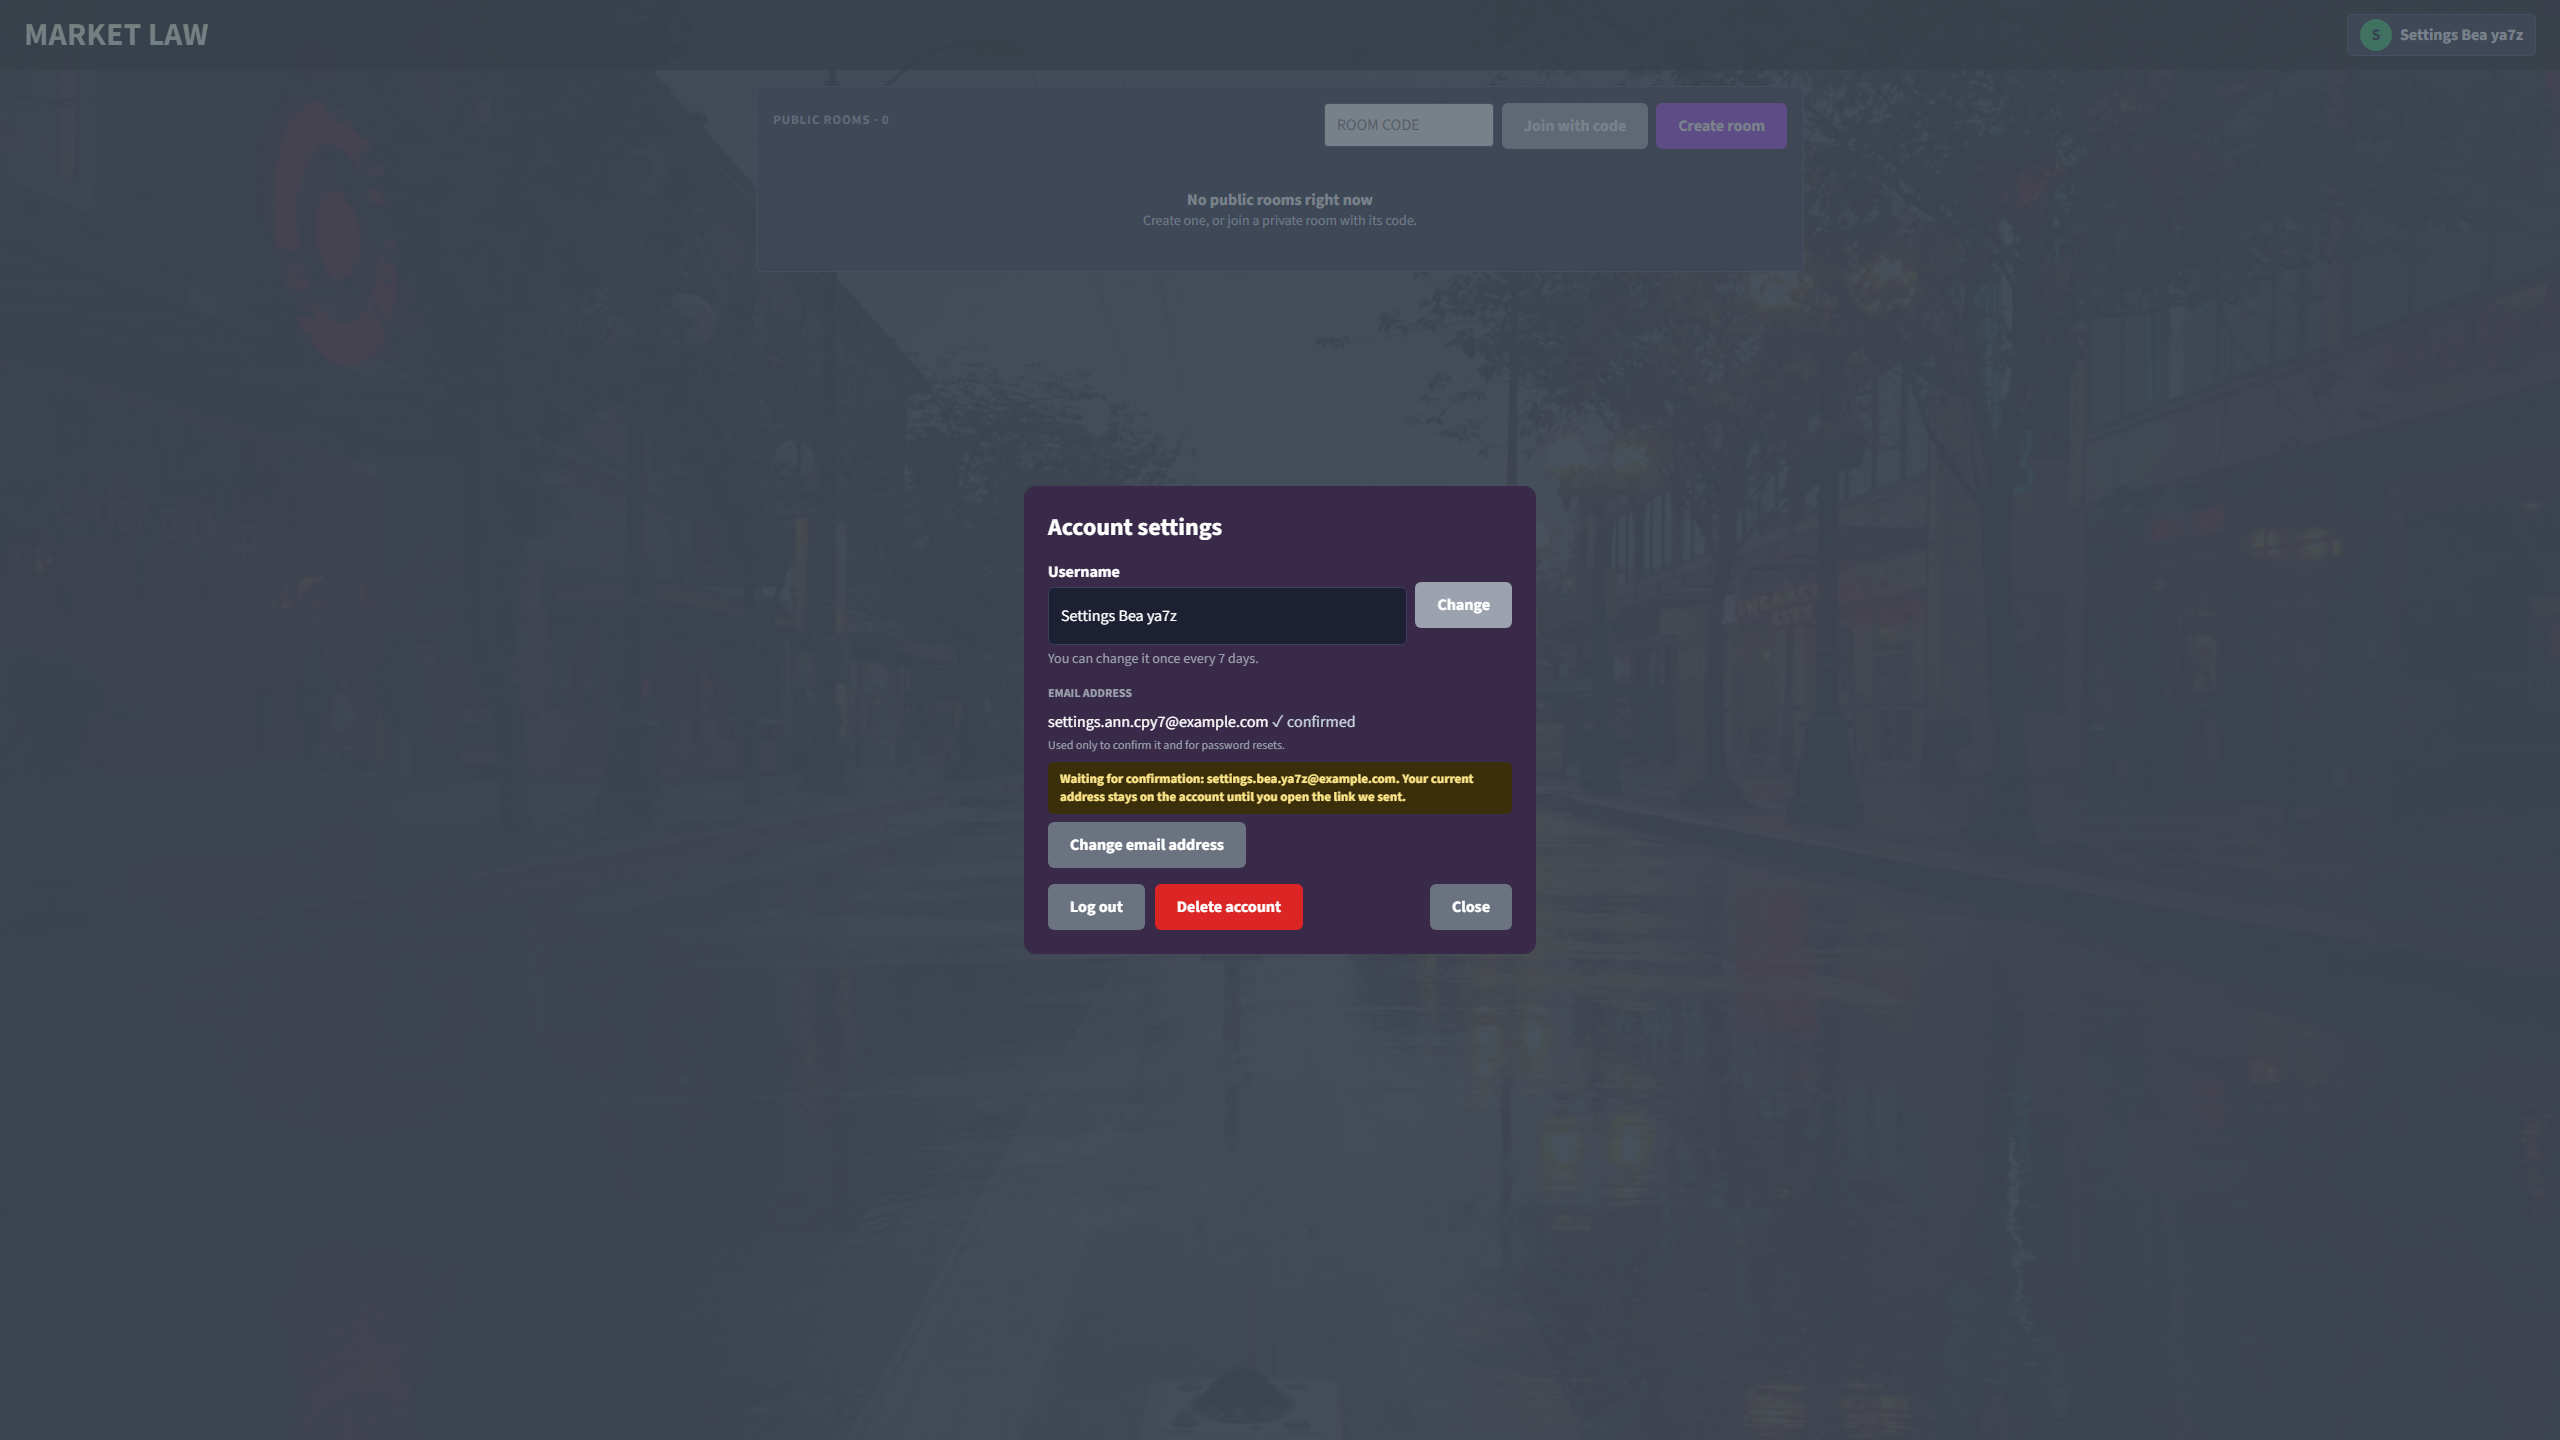 MARKET LAW
S Settings Bea ya7z
PUBLIC ROOMS · 0
ROOM CODE
Join with code
Create room
No public rooms right now
Create one, or join a private room with its code.
order pickup
SNEAKER
CITY
Account settings
Username
Settings Bea ya7z
Change
You can change it once every 7 days.
EMAIL ADDRESS
settings.ann.cpy7@example.com ✓ confirmed
Used only to confirm it and for password resets.
Waiting for confirmation: settings.bea.ya7z@example.com. Your current
address stays on the account until you open the link we sent.
Change email address
Log out
Delete account
Close